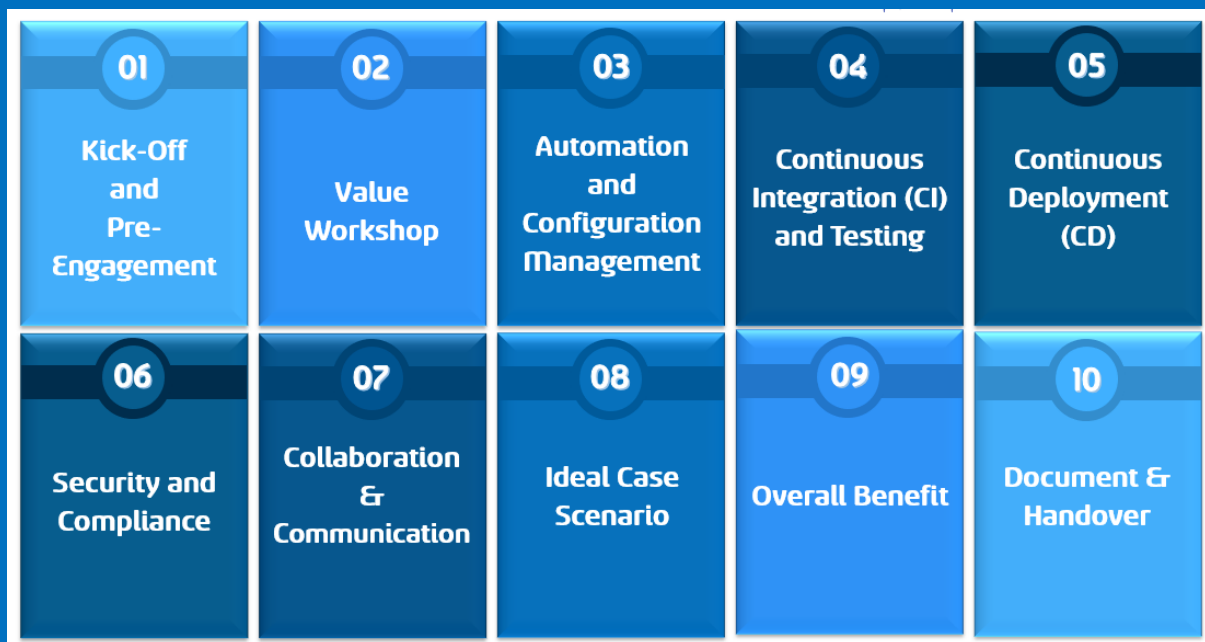 01
Kick-Off
and
Pre-
Engagement
02
Value
Workshop
03
Automation
and
Configuration
Management
04
Continuous
Integration (CI)
and Testing
05
Continuous
Deployment
(CD)
06
Security and
Compliance
07
Collaboration
&
Communication
08
Ideal Case
Scenario
09
Overall Benefit
10
Document &
Handover